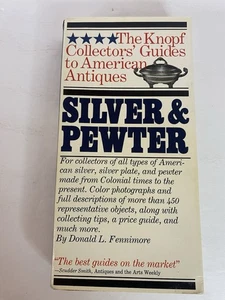 ★★★★The Knopf
Collectors' Guides
to American
Antiques
SILVER &
PEWTER
For collectors of all types of Ameri-
can silver, silver plate, and pewter
made from Colonial times to the
present. Color photographs and
full descriptions of more than 450
representative objects, along with
collecting tips, a price guide, and
much more.
By Donald L. Fennimore
"The best guides on the market"
—Scudder Smith, Antiques and the Arts Weekly